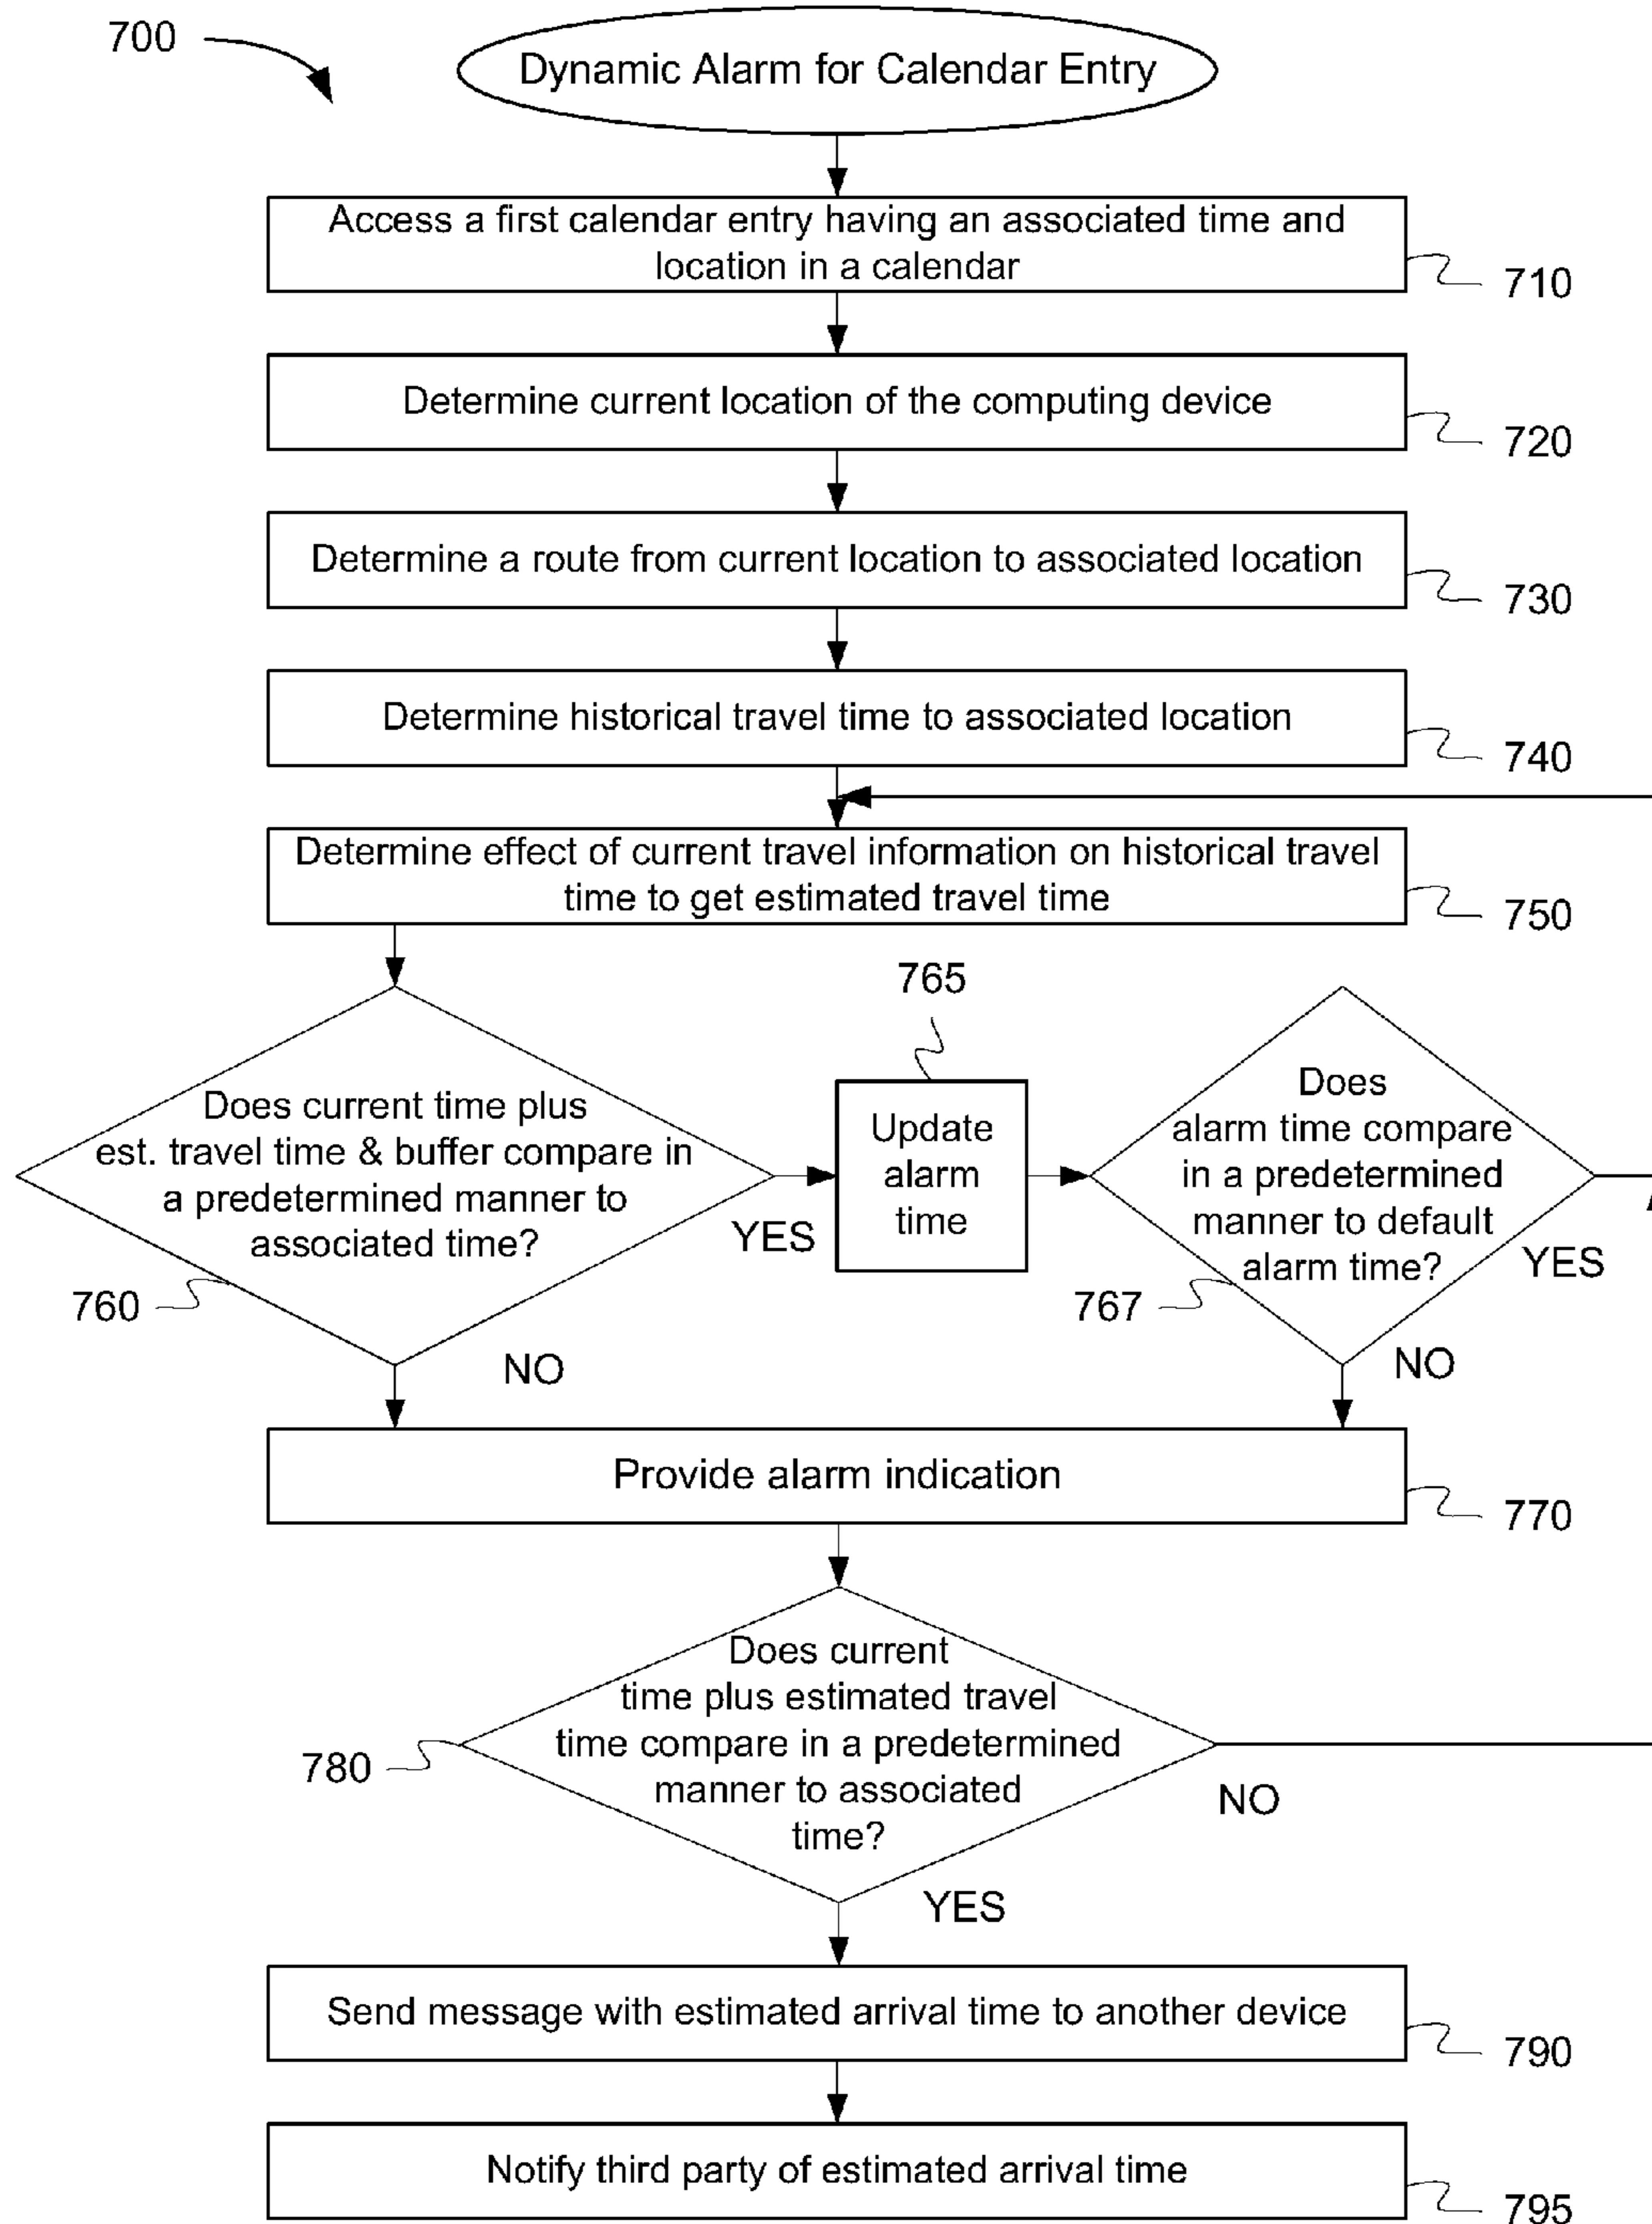 700
Dynamic Alarm for Calendar Entry
Access a first calendar entry having an associated time and
location in a calendar
710
Determine current location of the computing device
720
Determine a route from current location to associated location
730
Determine historical travel time to associated location
740
Determine effect of current travel information on historical travel
time to get estimated travel time
750
Does current time plus
est. travel time & buffer compare in
a predetermined manner to
associated time?
760
YES
NO
765
Update
alarm
time
Does
alarm time compare
in a predetermined
manner to default
alarm time?
767
YES
NO
Provide alarm indication
770
Does current
time plus estimated travel
time compare in a predetermined
manner to associated
time?
780
NO
YES
Send message with estimated arrival time to another device
790
Notify third party of estimated arrival time
795